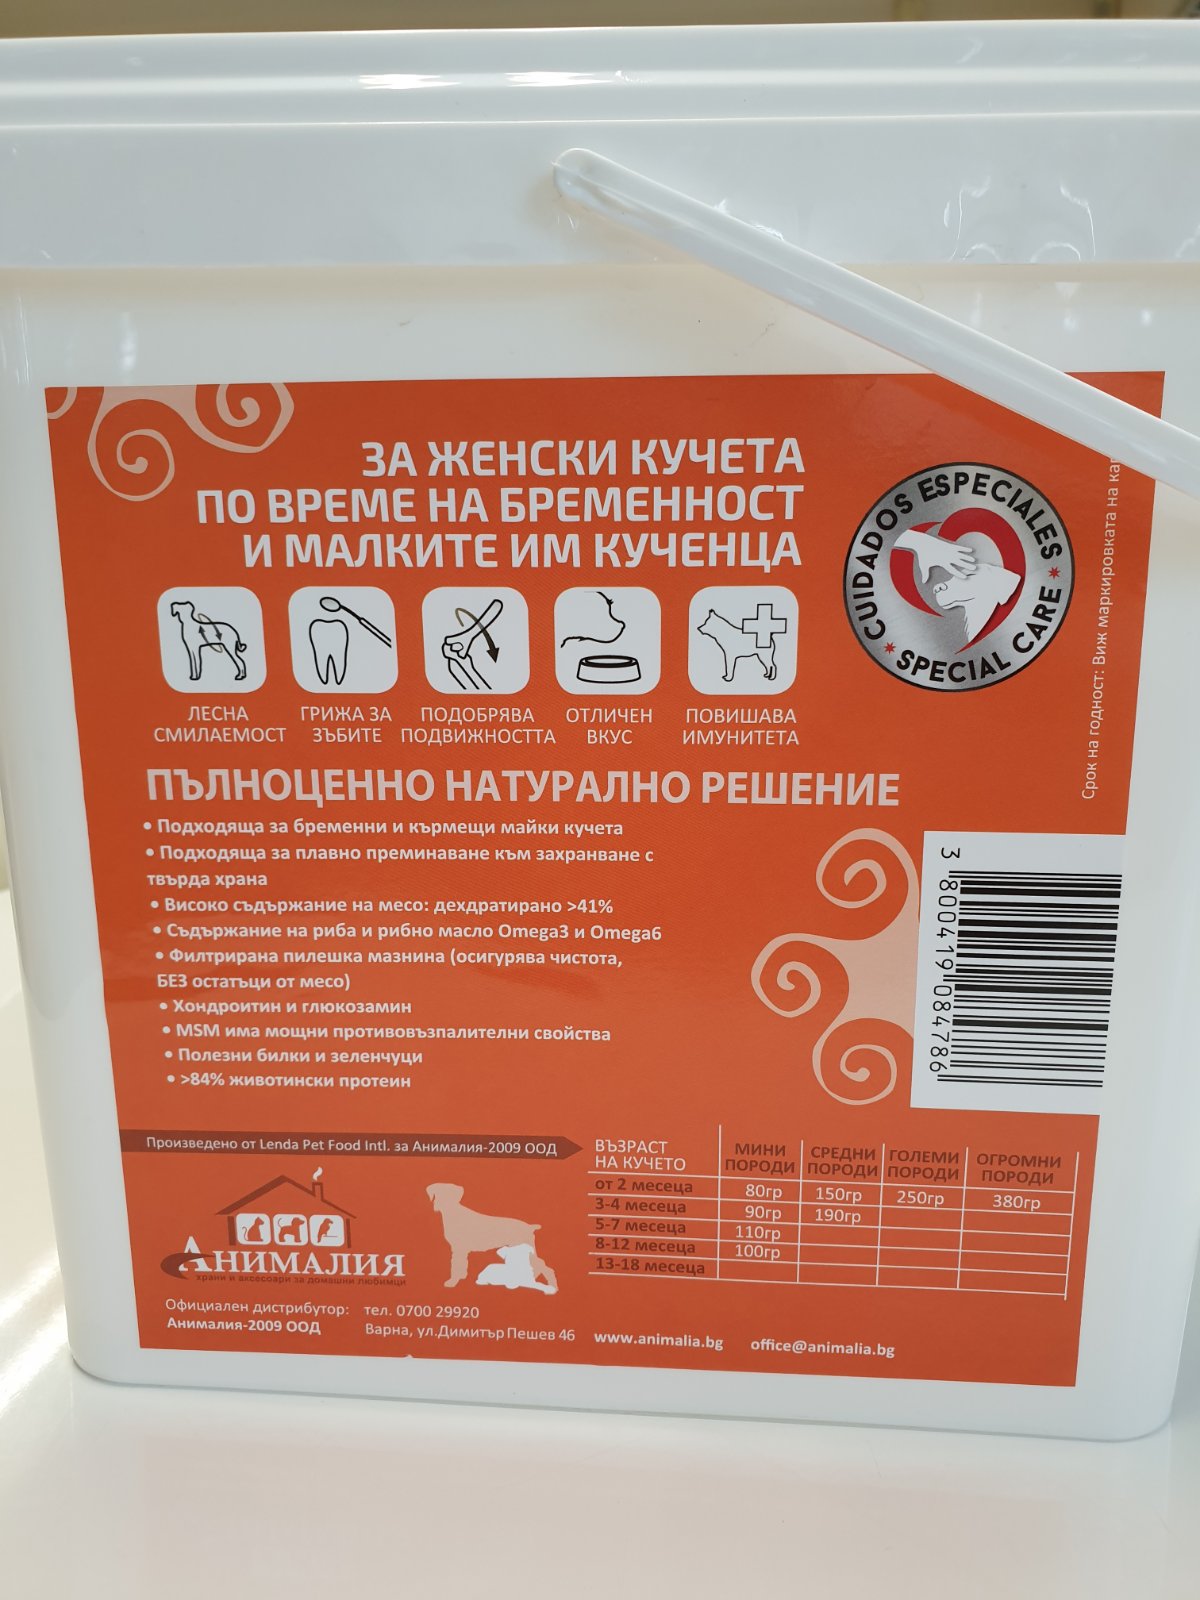 ЗА ЖЕНСКИ КУЧЕТА
ПО ВРЕМЕ НА БРЕМЕННОСТ
И МАЛКИТЕ ИМ КУЧЕНЦА
CUIDADOS ESPECIALES
SPECIAL CARE
ЛЕСНА СМИЛАЕМОСТ
ГРИЖА ЗА ЗЪБИТЕ
ПОДОБРЯВА ПОДВИЖНОСТТА
ОТЛИЧЕН ВКУС
ПОВИШАВА ИМУНИТЕТА
Срок на годност: Виж маркировката на
ПЪЛНОЦЕННО НАТУРАЛНО РЕШЕНИЕ
• Подходяща за бременни и кърмещи майки кучета
• Подходяща за плавно преминаване към захранване с
твърда храна
• Високо съдържание на месо: дехдратирано >41%
• Съдържание на риба и рибно масло Omega3 и Omega6
• Филтрирана пилешка мазнина (осигурява чистота,
БЕЗ остатъци от месо)
• Хондроитин и глюкозамин
• MSM има мощни противовъзпалителни свойства
• Полезни билки и зеленчуци
• >84% животински протеин
3 800419 084786
Произведено от Lenda Pet Food Intl. за Анималия-2009 ООД
АНИМАЛИЯ
храни и аксесоари за домашни любимци
ВЪЗРАСТ НА КУЧЕТО МИНИ ПОРОДИ СРЕДНИ ПОРОДИ ГОЛЕМИ ПОРОДИ ОГРОМНИ ПОРОДИ
от 2 месеца 80гр 150гр 250гр 380гр
3-4 месеца 90гр 190гр
5-7 месеца 110гр
8-12 месеца 100гр
13-18 месеца
Официален дистрибутор: тел. 0700 29920
Анималия-2009 ООД Варна, ул.Димитър Пешев 46 www.animalia.bg office@animalia.bg